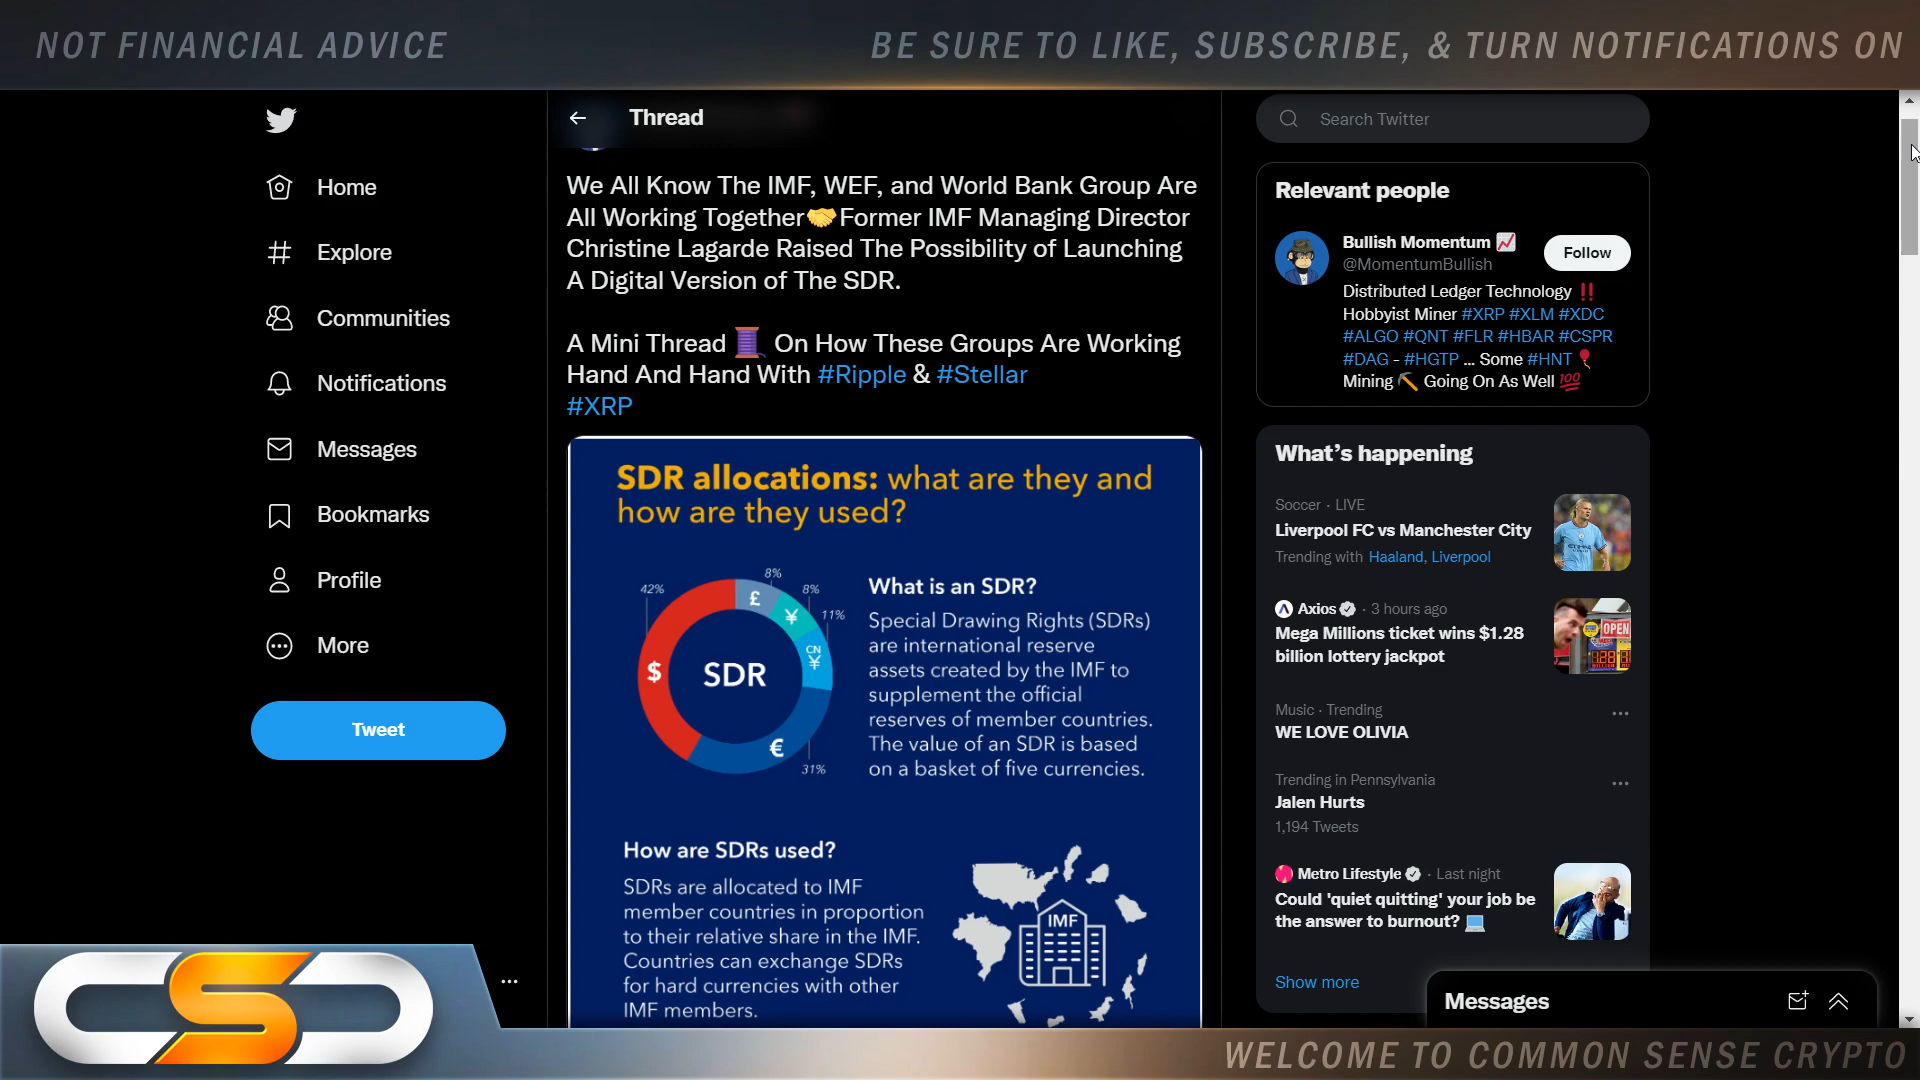 NOT FINANCIAL ADVICE
BE SURE TO LIKE, SUBSCRIBE, & TURN NOTIFICATIONS ON
Home
Explore
Communities
Notifications
Messages
Bookmarks
Profile
More
Tweet
Thread
We All Know The IMF, WEF, and World Bank Group Are
All Working Together🤝Former IMF Managing Director
Christine Lagarde Raised The Possibility of Launching
A Digital Version of The SDR.
A Mini Thread 🧵 On How These Groups Are Working
Hand And Hand With #Ripple & #Stellar
#XRP
SDR allocations: what are they and
how are they used?
42%
8%
8%
11%
31%
$
£
¥
CN
¥
€
SDR
What is an SDR?
Special Drawing Rights (SDRs)
are international reserve
assets created by the IMF to
supplement the official
reserves of member countries.
The value of an SDR is based
on a basket of five currencies.
How are SDRs used?
SDRs are allocated to IMF
member countries in proportion
to their relative share in the IMF.
Countries can exchange SDRs
for hard currencies with other
IMF members.
IMF
Search Twitter
Relevant people
Bullish Momentum 📈
@MomentumBullish
Follow
Distributed Ledger Technology ‼️
Hobbyist Miner #XRP #XLM #XDC
#ALGO #QNT #FLR #HBAR #CSPR
#DAG - #HGTP ... Some #HNT 🎈
Mining ⛏️ Going On As Well 💯
What's happening
Soccer · LIVE
Liverpool FC vs Manchester City
Trending with Haaland, Liverpool
Axios · 3 hours ago
Mega Millions ticket wins $1.28
billion lottery jackpot
OPEN
Music · Trending
WE LOVE OLIVIA
Trending in Pennsylvania
Jalen Hurts
1,194 Tweets
Metro Lifestyle · Last night
Could 'quiet quitting' your job be
the answer to burnout? 💻
Show more
Messages
CSC
WELCOME TO COMMON SENSE CRYPTO